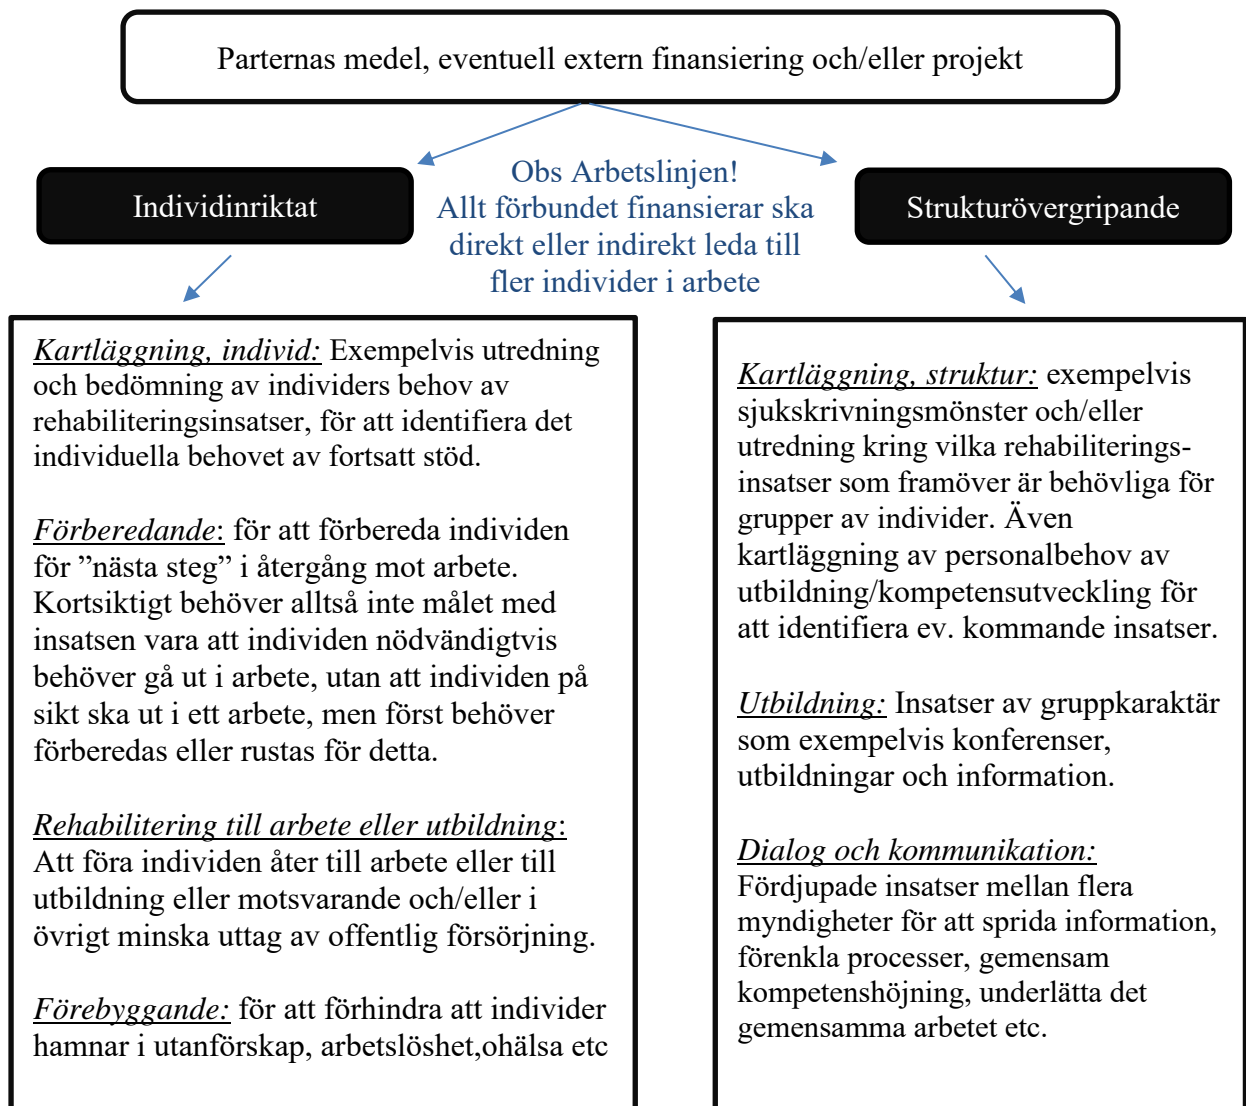 Parternas medel, eventuell extern finansiering och/eller projekt
Individinriktat
Obs Arbetslinjen!
Allt förbundet finansierar ska
direkt eller indirekt leda till
fler individer i arbete
Strukturövergripande
Kartläggning, individ: Exempelvis utredning
och bedömning av individers behov av
rehabiliteringsinsatser, för att identifiera det
individuella behovet av fortsatt stöd.
Förberedande: för att förbereda individen
för ”nästa steg” i återgång mot arbete.
Kortsiktigt behöver alltså inte målet med
insatsen vara att individen nödvändigtvis
behöver gå ut i arbete, utan att individen på
sikt ska ut i ett arbete, men först behöver
förberedas eller rustas för detta.
Rehabilitering till arbete eller utbildning:
Att föra individen åter till arbete eller till
utbildning eller motsvarande och/eller i
övrigt minska uttag av offentlig försörjning.
Förebyggande: för att förhindra att individer
hamnar i utanförskap, arbetslöshet,ohälsa etc
Kartläggning, struktur: exempelvis
sjukskrivningsmönster och/eller
utredning kring vilka rehabiliterings-
insatser som framöver är behövliga för
grupper av individer. Även
kartläggning av personalbehov av
utbildning/kompetensutveckling för
att identifiera ev. kommande insatser.
Utbildning: Insatser av gruppkaraktär
som exempelvis konferenser,
utbildningar och information.
Dialog och kommunikation:
Fördjupade insatser mellan flera
myndigheter för att sprida information,
förenkla processer, gemensam
kompetenshöjning, underlätta det
gemensamma arbetet etc.